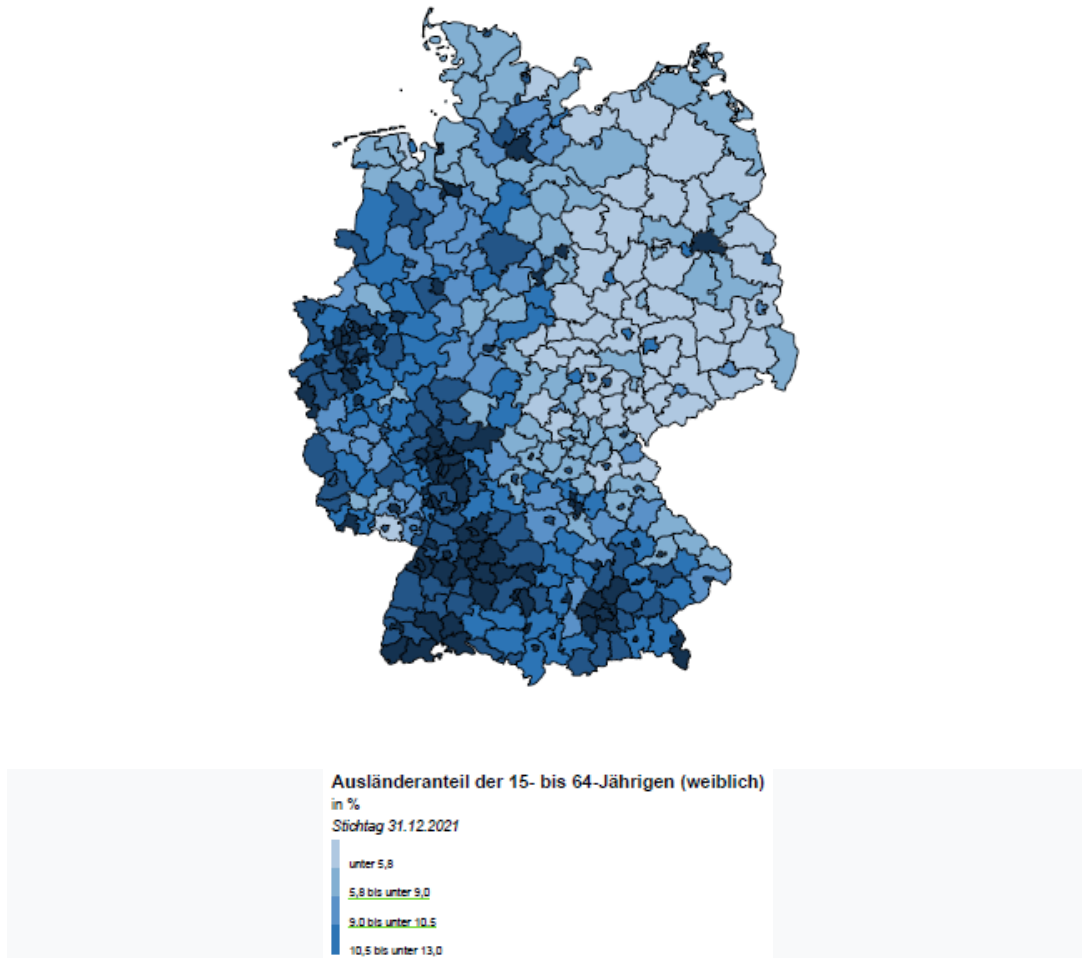 Ausländeranteil der 15- bis 64-Jährigen (weiblich)
in %
Stichtag 31.12.2021
unter 5,8
5,8 bis unter 9,0
9,0 bis unter 10,5
10,5 bis unter 13,0